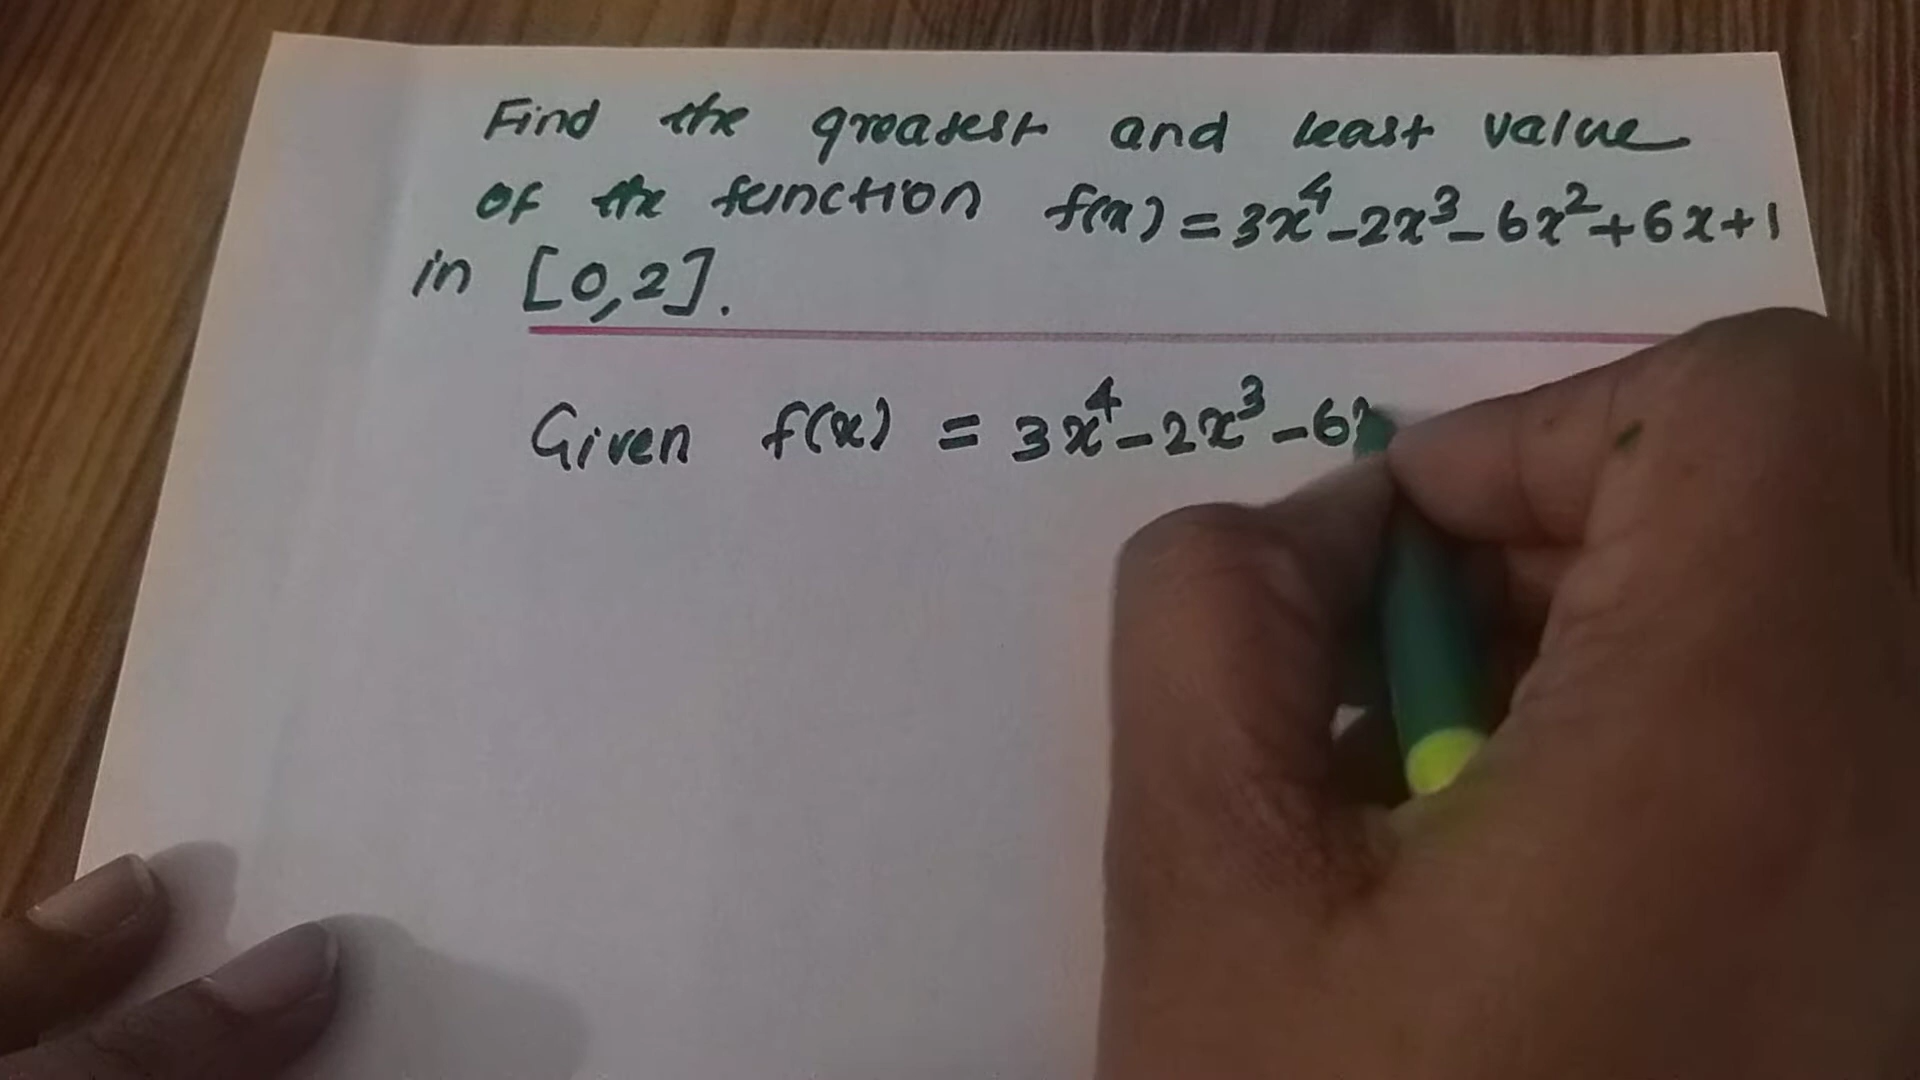 Find the greatest and least value
of the function f(x) = 3x⁴-2x³-6x²+6x+1
in [0,2].
Given f(x) = 3x⁴-2x³-6x